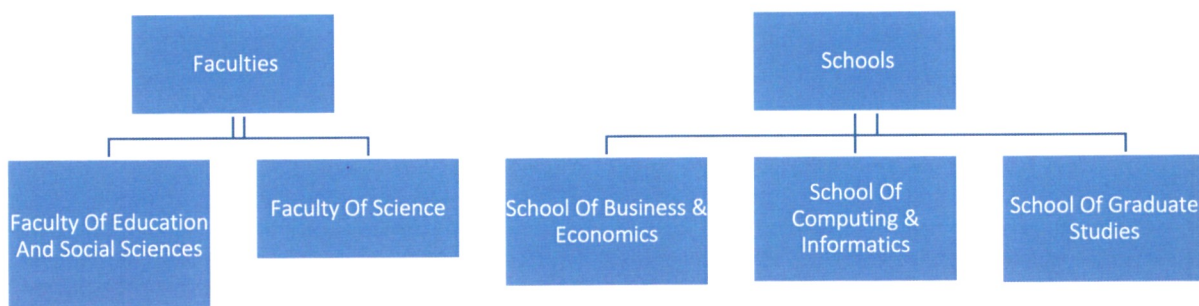 Faculties
Schools
Faculty Of Education
And Social Sciences
Faculty Of Science
School Of Business &
Economics
School Of
Computing &
Informatics
School Of Graduate
Studies